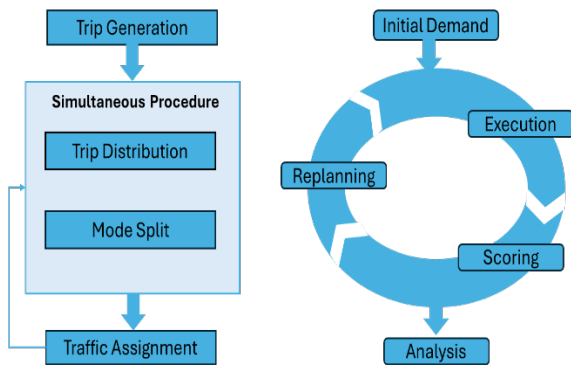 Trip Generation
Simultaneous Procedure
Trip Distribution
Mode Split
Traffic Assignment
Initial Demand
Execution
Replanning
Scoring
Analysis